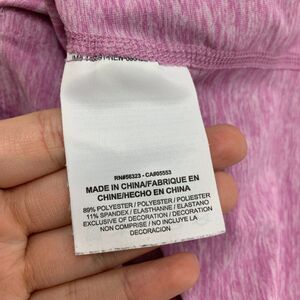 RN#56323 - CA#05553
MADE IN CHINA/FABRIQUE EN
CHINE/HECHO EN CHINA
89% POLYESTER / POLYESTER / POLIESTER
11% SPANDEX / ELASTHANNE / ELASTANO
EXCLUSIVE OF DECORATION / DECORATION
NON COMPRISE / NO INCLUYE LA
DECORACION